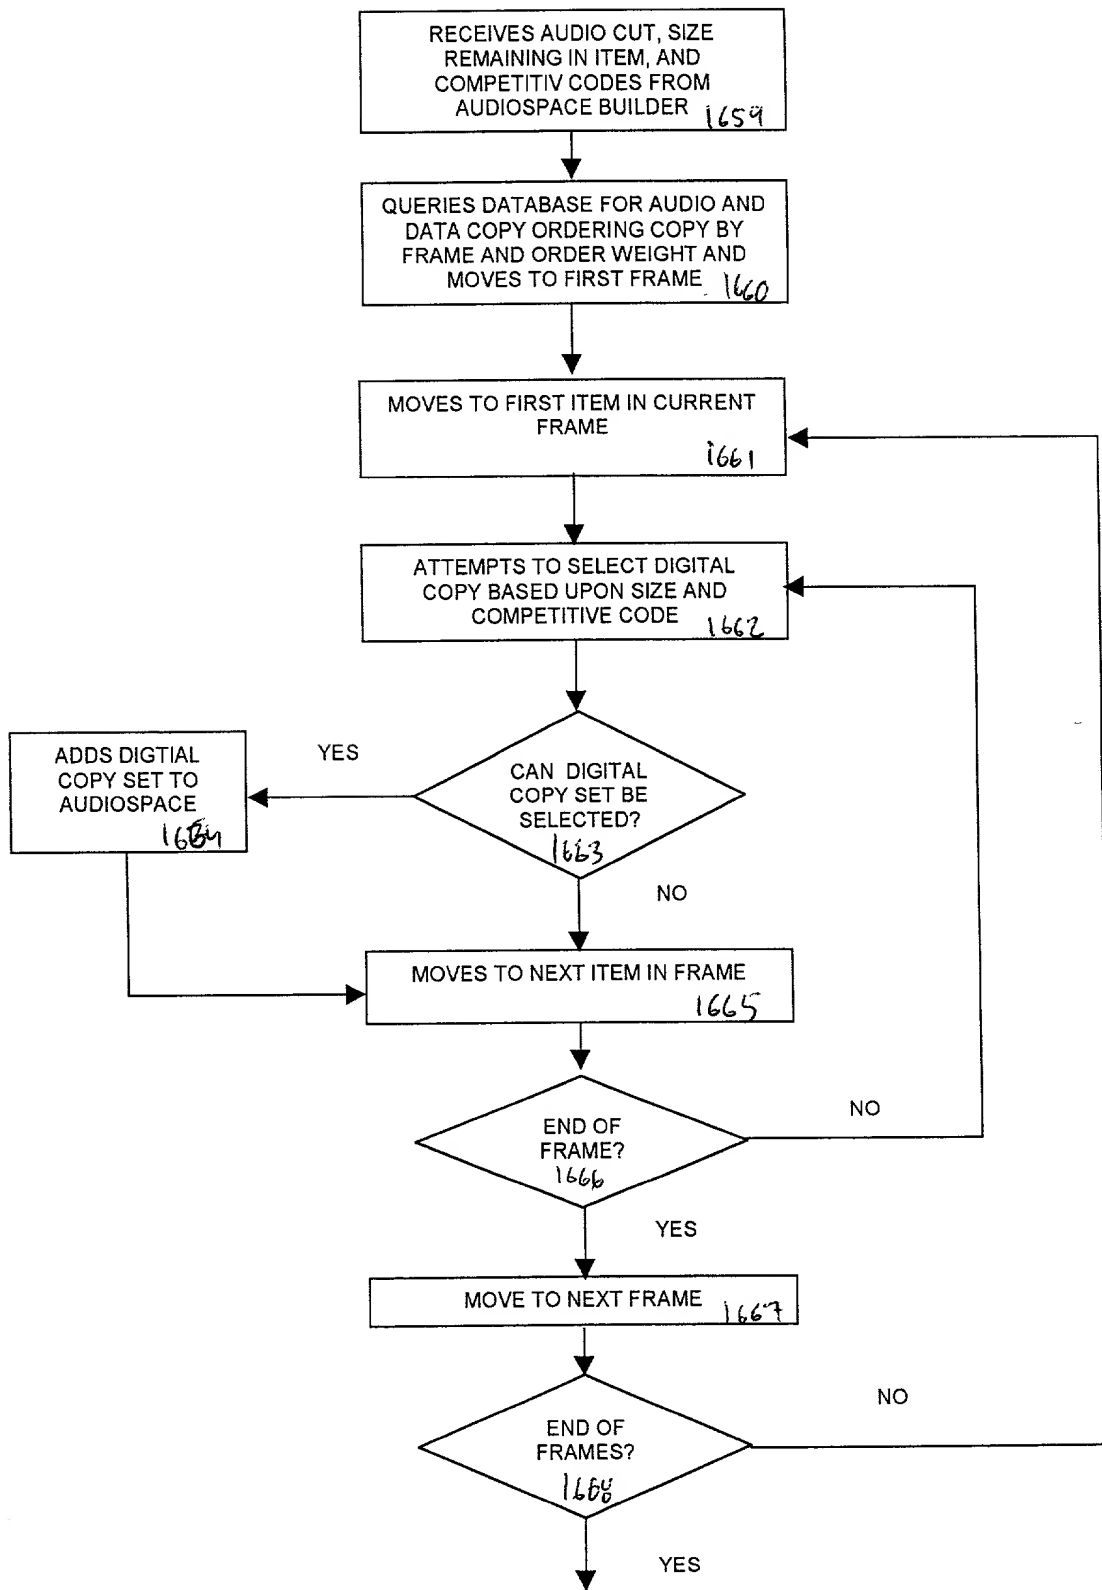 RECEIVES AUDIO CUT, SIZE
REMAINING IN ITEM, AND
COMPETITIV CODES FROM
AUDIOSPACE BUILDER
1659
QUERIES DATABASE FOR AUDIO AND
DATA COPY ORDERING COPY BY
FRAME AND ORDER WEIGHT AND
MOVES TO FIRST FRAME
1660
MOVES TO FIRST ITEM IN CURRENT
FRAME
1661
ATTEMPTS TO SELECT DIGITAL
COPY BASED UPON SIZE AND
COMPETITIVE CODE
1662
CAN DIGITAL
COPY SET BE
SELECTED?
1663
YES
ADDS DIGTIAL
COPY SET TO
AUDIOSPACE
NO
MOVES TO NEXT ITEM IN FRAME
1665
END OF
FRAME?
1666
NO
YES
MOVE TO NEXT FRAME
1667
END OF
FRAMES?
NO
YES